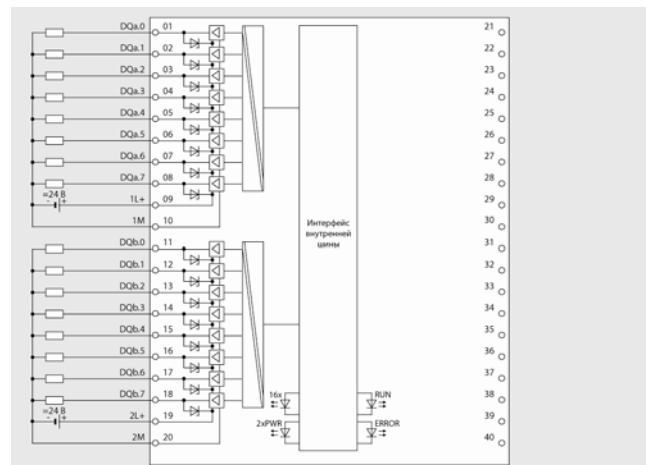 DQa.0 01
DQa.1 02
DQa.2 03
DQa.3 04
DQa.4 05
DQa.5 06
DQa.6 07
DQa.7 08
=24 В
- +
1L+ 09
1M 10
DQb.0 11
DQb.1 12
DQb.2 13
DQb.3 14
DQb.4 15
DQb.5 16
DQb.6 17
DQb.7 18
=24 В
- +
2L+ 19
2M 20
Интерфейс
внутренней
шины
16x
RUN
2xPWR
ERROR
21
22
23
24
25
26
27
28
29
30
31
32
33
34
35
36
37
38
39
40